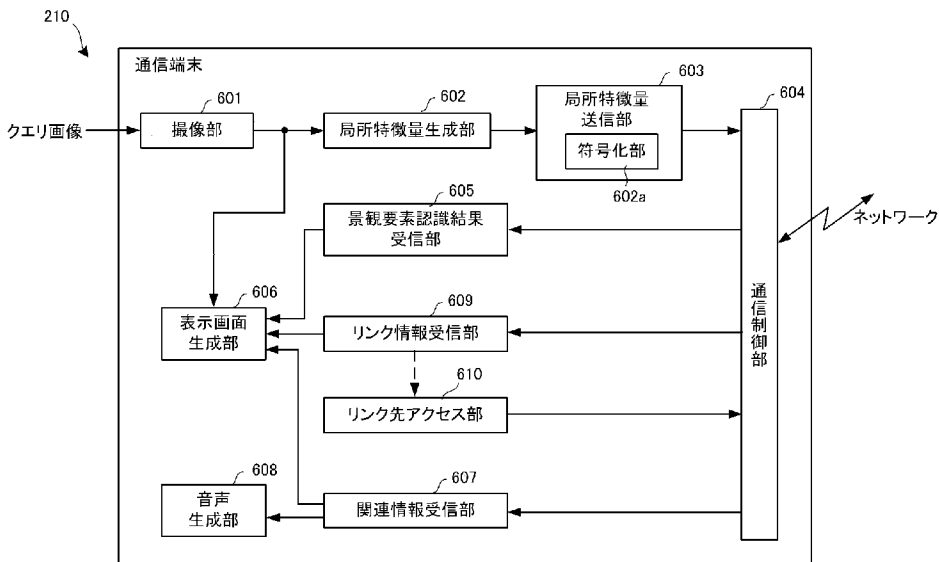 210
通信端末
601
602
603
604
クエリ画像
撮像部
局所特徴量生成部
局所特徴量
送信部
符号化部
602a
605
景観要素認識結果
受信部
ネットワーク
606
表示画面
生成部
609
リンク情報受信部
通信制御部
610
リンク先アクセス部
608
音声
生成部
607
関連情報受信部